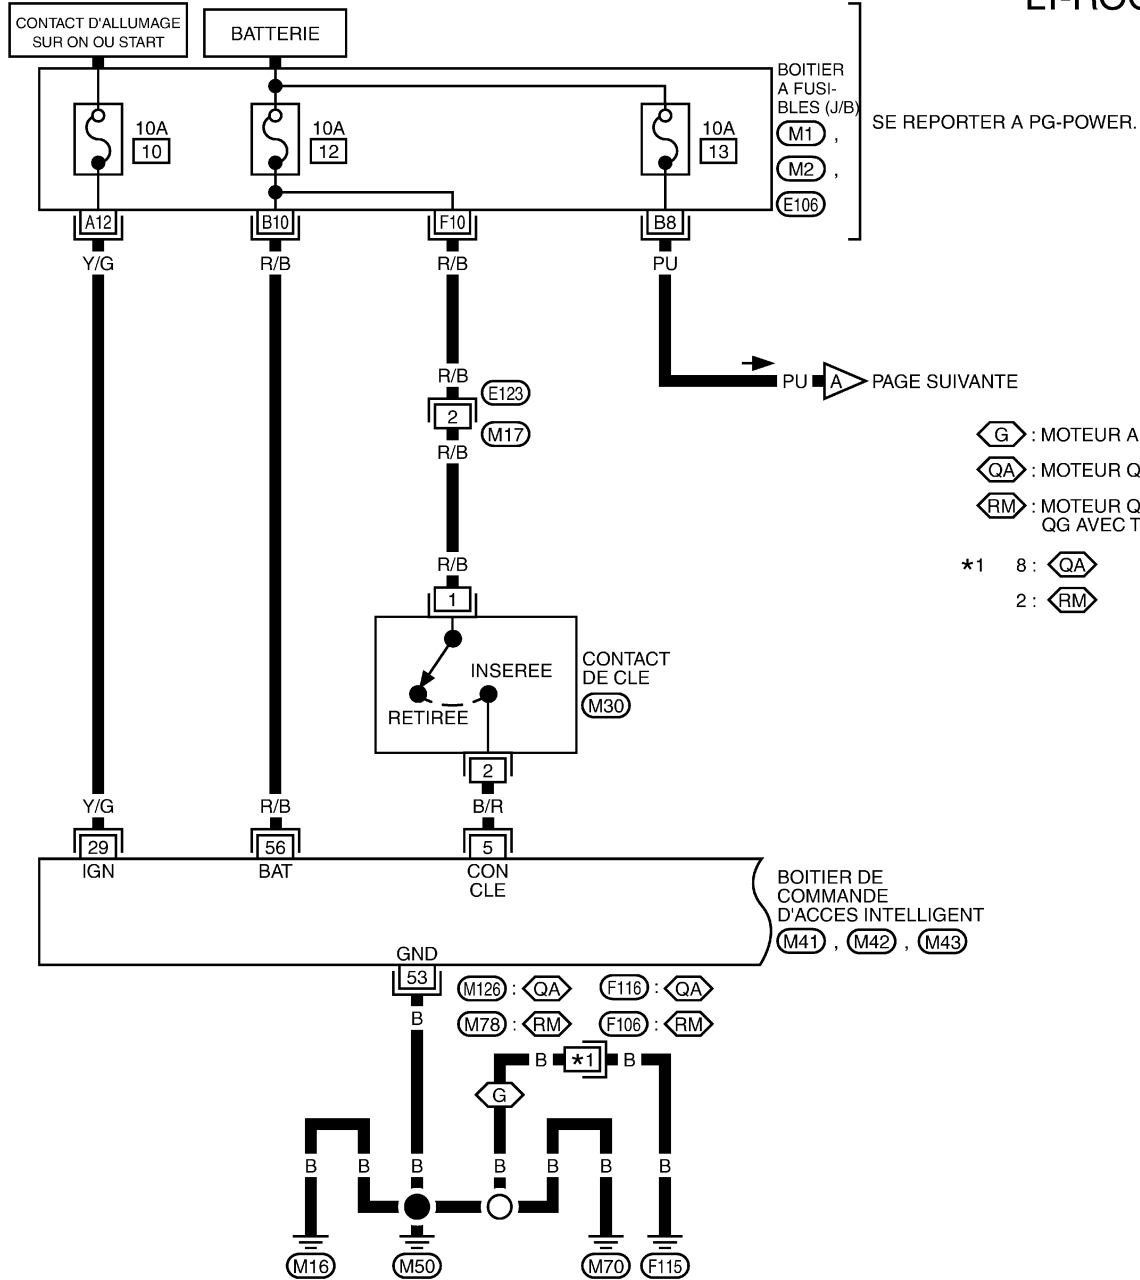 EI-ROO
CONTACT D'ALLUMAGE
SUR ON OU START
BATTERIE
BOITIER
A FUSI-
BLES (J/B)
M1 ,
M2 ,
E106
SE REPORTER A PG-POWER.
10A
10
10A
12
10A
13
A12
B10
F10
B8
Y/G
R/B
R/B
PU
R/B
E123
2
M17
R/B
PU
A
PAGE SUIVANTE
G : MOTEUR A
QA : MOTEUR Q
RM : MOTEUR Q
QG AVEC T
*1 8 : QA
2 : RM
R/B
1
INSEREE
RETIREE
CONTACT
DE CLE
M30
2
Y/G
R/B
B/R
29
56
5
IGN
BAT
CON
CLE
BOITIER DE
COMMANDE
D'ACCES INTELLIGENT
M41 , M42 , M43
GND
53
M126 : QA
F116 : QA
M78 : RM
F106 : RM
B
B
*1
B
G
B
B
B
B
B
B
B
M16
M50
M70
F115